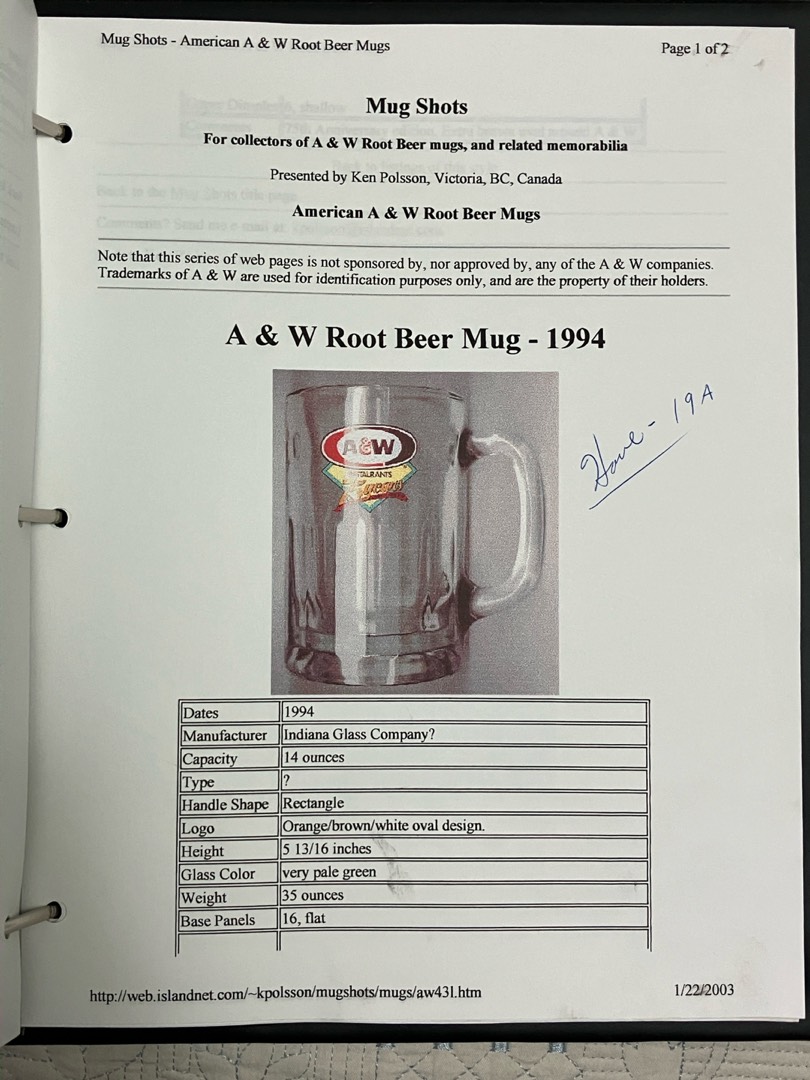 Mug Shots - American A & W Root Beer Mugs Page 1 of 2
Mug Shots
For collectors of A & W Root Beer mugs, and related memorabilia
Presented by Ken Polsson, Victoria, BC, Canada
American A & W Root Beer Mugs
Note that this series of web pages is not sponsored by, nor approved by, any of the A & W companies.
Trademarks of A & W are used for identification purposes only, and are the property of their holders.
A & W Root Beer Mug - 1994
Have - 19A
A&W
Dates 1994
Manufacturer Indiana Glass Company?
Capacity 14 ounces
Type ?
Handle Shape Rectangle
Logo Orange/brown/white oval design.
Height 5 13/16 inches
Glass Color very pale green
Weight 35 ounces
Base Panels 16, flat
http://web.islandnet.com/~kpolsson/mugshots/mugs/aw43l.htm 1/22/2003